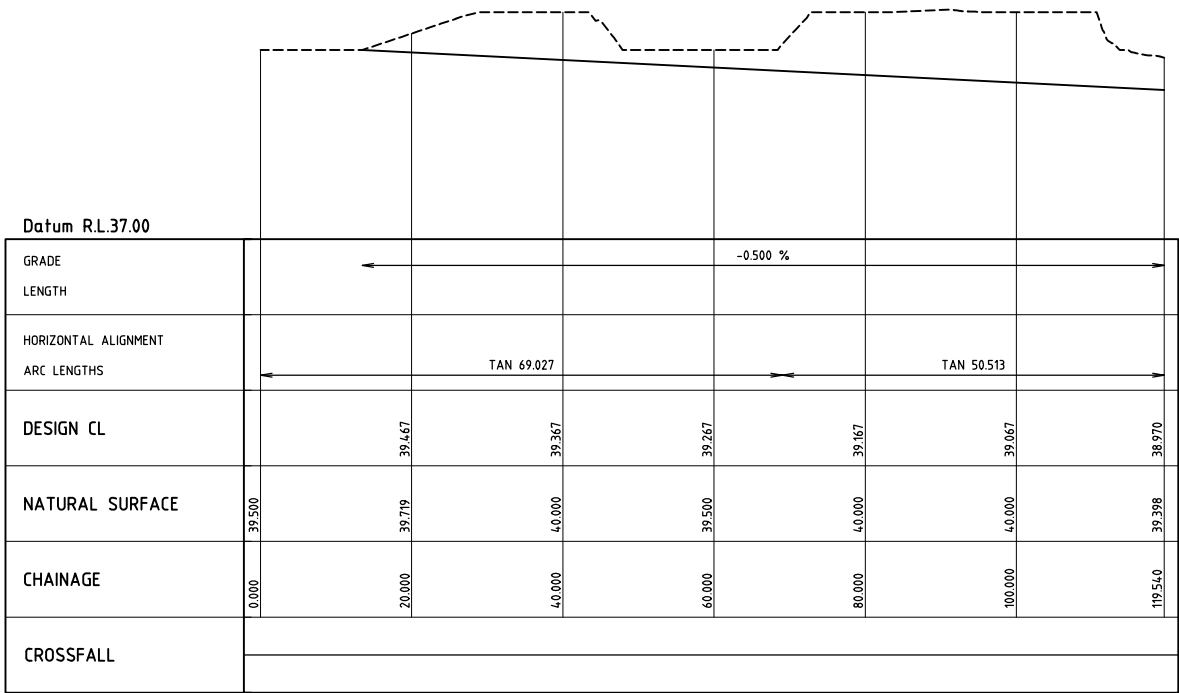 Datum R.L.37.00
GRADE
-0.500 %
LENGTH
HORIZONTAL ALIGNMENT
ARC LENGTHS
TAN 69.027
TAN 50.513
DESIGN CL
39.467
39.367
39.267
39.167
39.067
38.970
NATURAL SURFACE
39.500
39.719
40.000
39.500
40.000
40.000
39.398
CHAINAGE
0.000
20.000
40.000
60.000
80.000
100.000
119.540
CROSSFALL